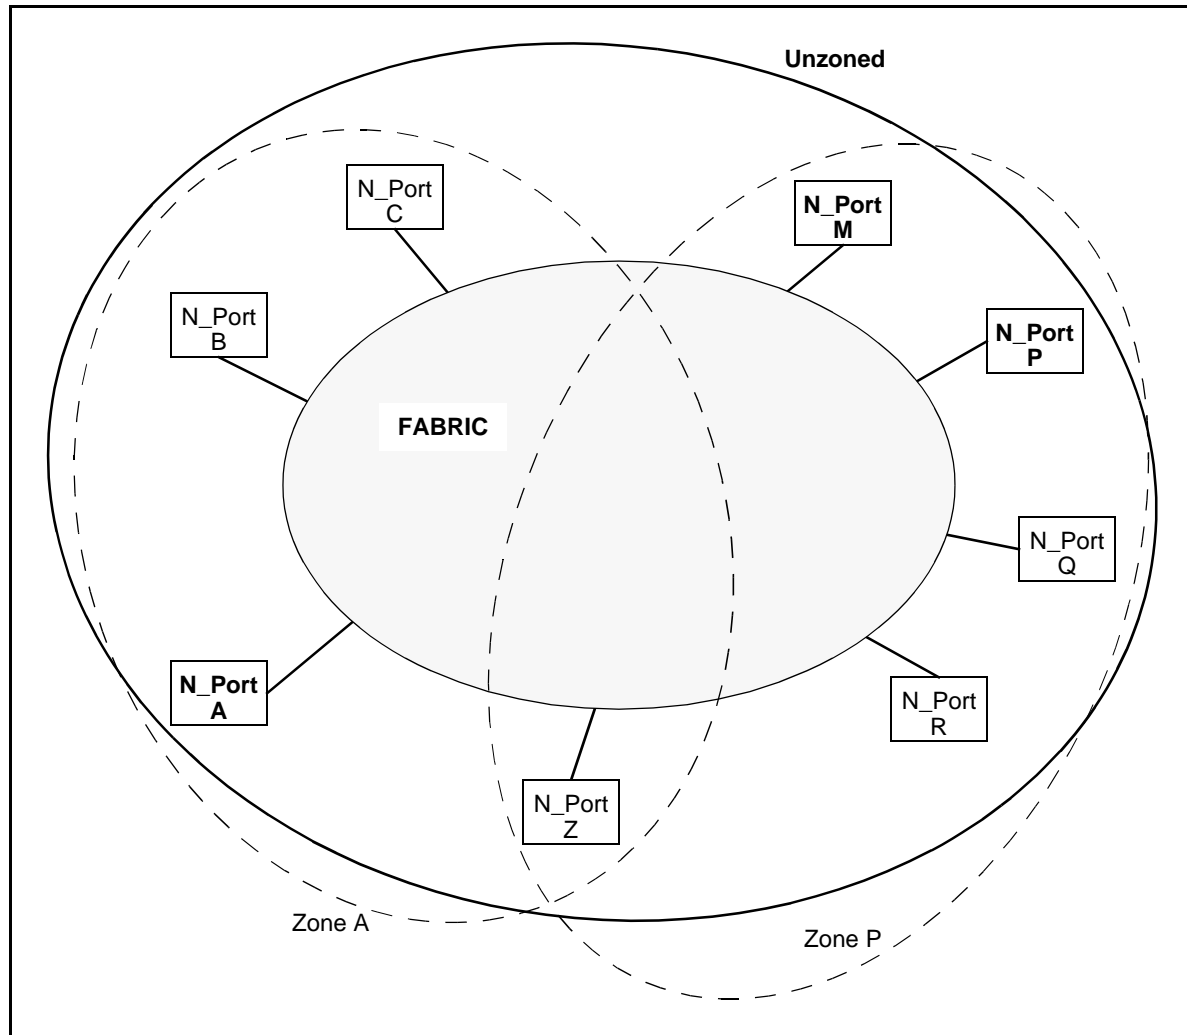 Unzoned
N_Port
C
N_Port
M
N_Port
B
N_Port
P
FABRIC
N_Port
Q
N_Port
A
N_Port
R
N_Port
Z
Zone A
Zone P